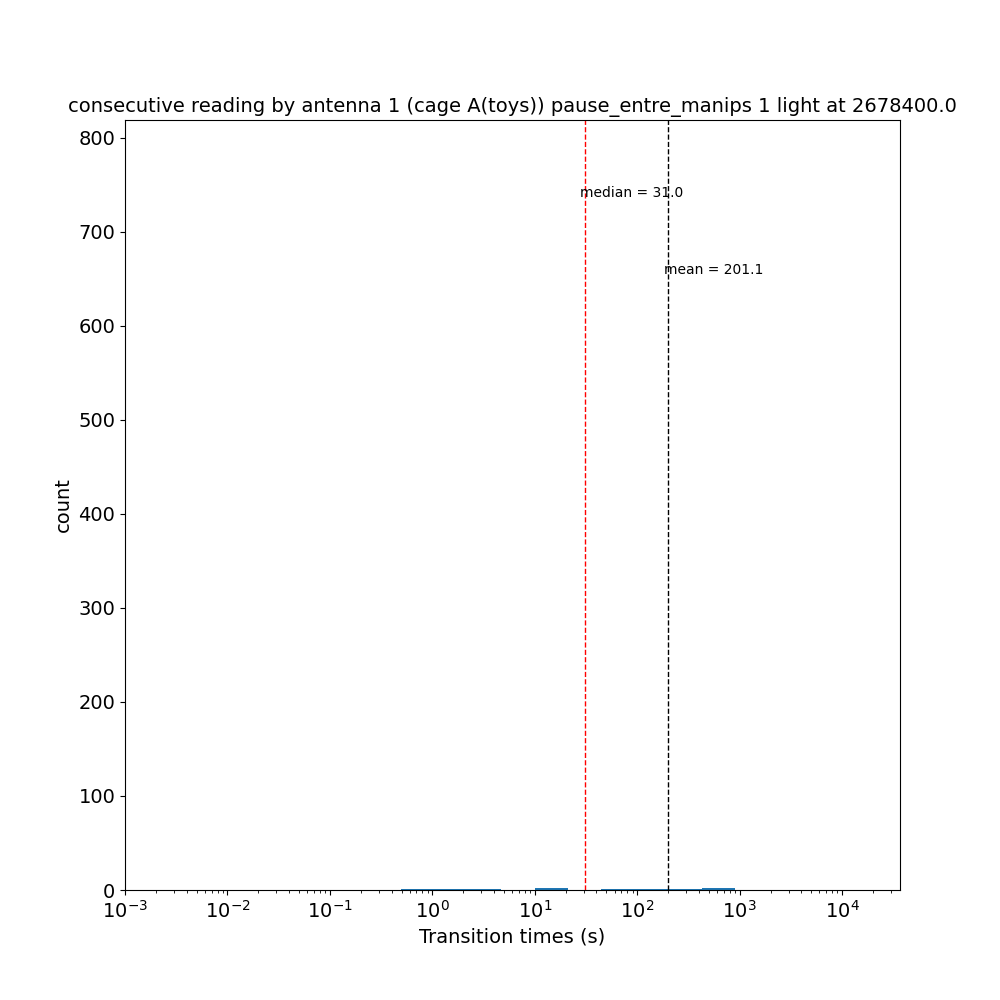 consecutive reading by antenna 1 (cage A(toys)) pause_entre_manips 1 light at 2678400.0
800
median = 31.0
700
mean = 201.1
600
500
400
300
200
100
0
count
10⁻³ 10⁻² 10⁻¹ 10⁰ 10¹ 10² 10³ 10⁴
Transition times (s)